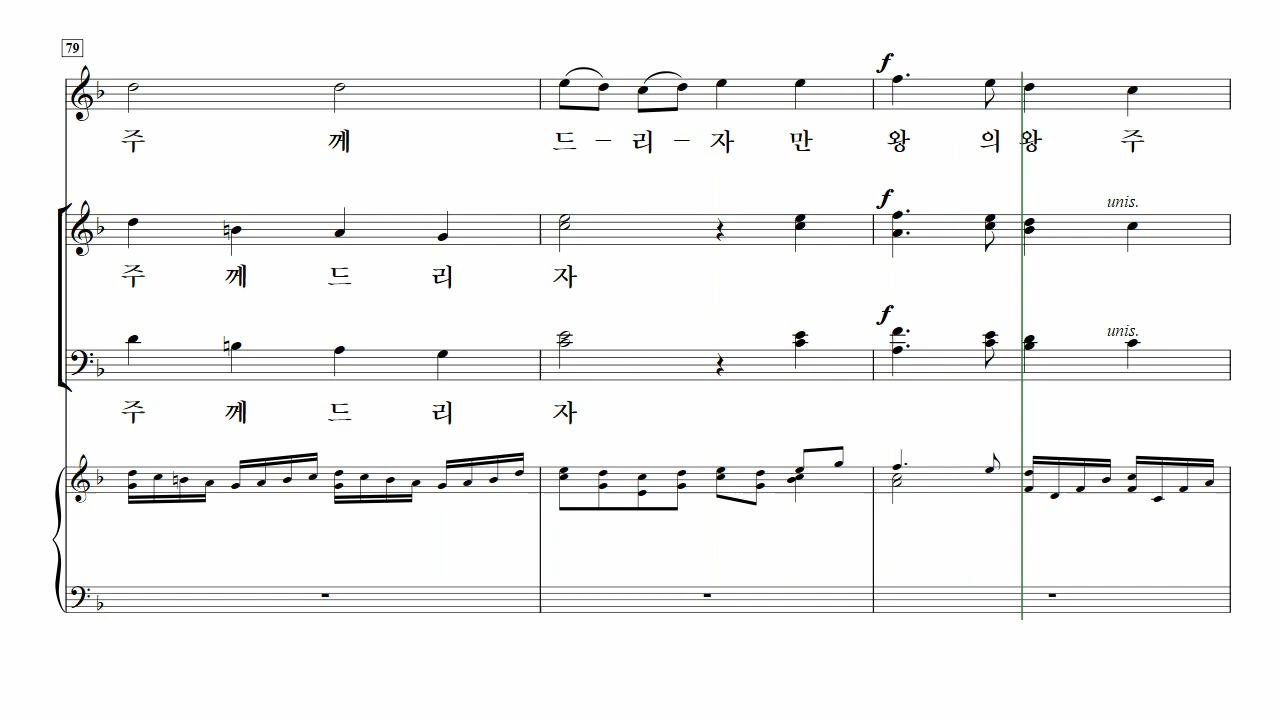 79
f
주 께 드 – 리 – 자 만 왕 의 왕 주
f unis.
주 께 드 리 자
f unis.
주 께 드 리 자